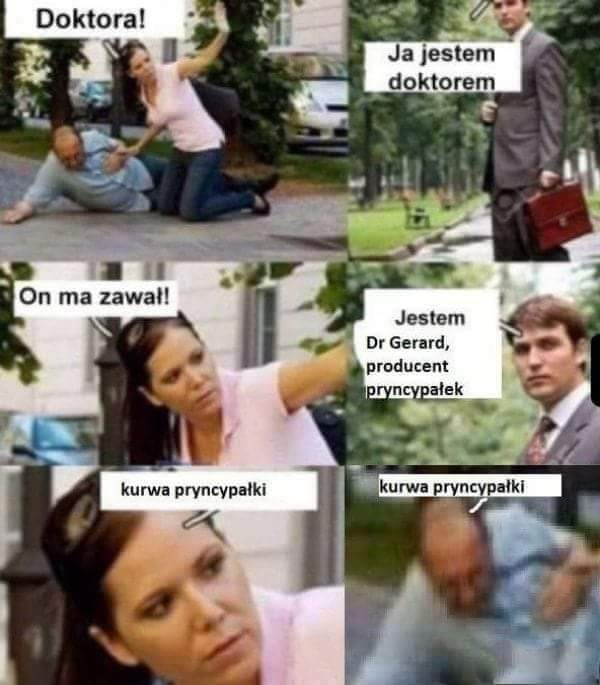 Doktora!
Ja jestem
doktorem
On ma zawał!
Jestem
Dr Gerard,
producent
pryncypałek
kurwa pryncypałki
kurwa pryncypałki